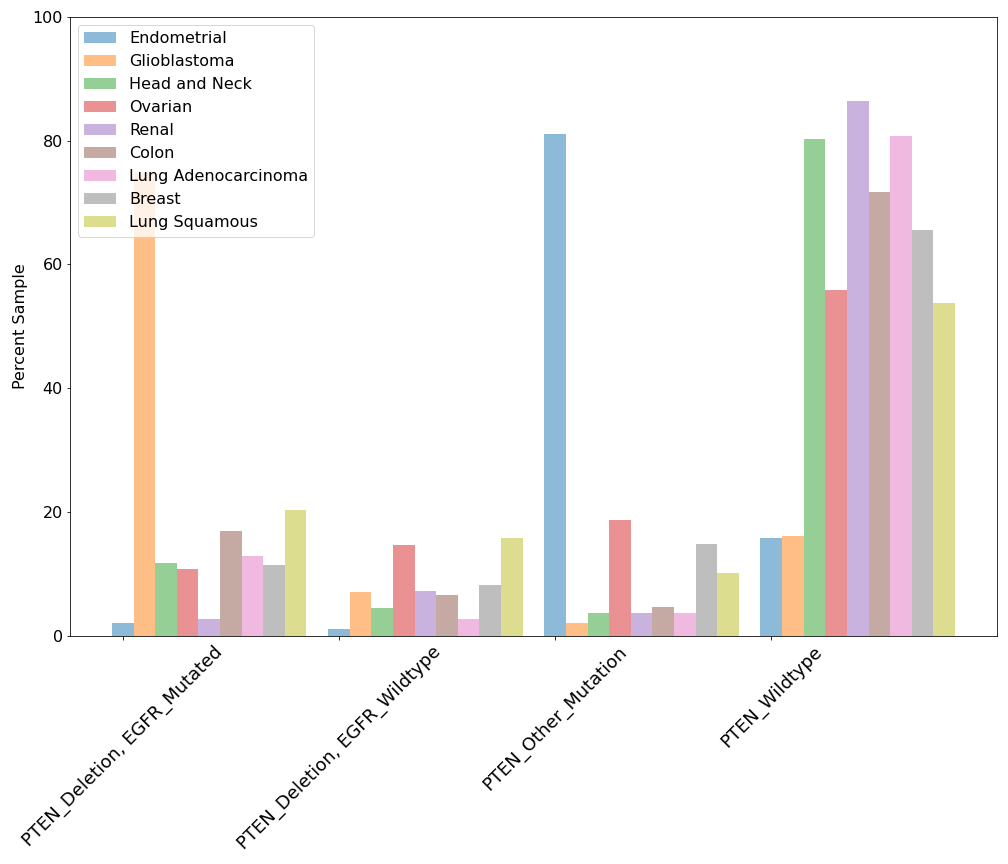 100
80
60
40
20
0
Percent Sample
Endometrial
Glioblastoma
Head and Neck
Ovarian
Renal
Colon
Lung Adenocarcinoma
Breast
Lung Squamous
PTEN_Deletion, EGFR_Mutated
PTEN_Deletion, EGFR_Wildtype
PTEN_Other_Mutation
PTEN_Wildtype